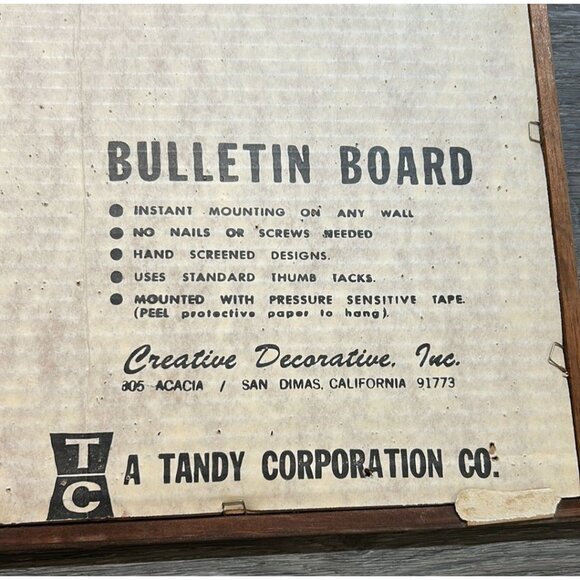 BULLETIN BOARD
● INSTANT MOUNTING ON ANY WALL
● NO NAILS OR SCREWS NEEDED
● HAND SCREENED DESIGNS.
● USES STANDARD THUMB TACKS.
● MOUNTED WITH PRESSURE SENSITIVE TAPE.
(PEEL protective paper to hang).
Creative Decorative, Inc.
805 ACACIA / SAN DIMAS, CALIFORNIA 91773
TC A TANDY CORPORATION CO.